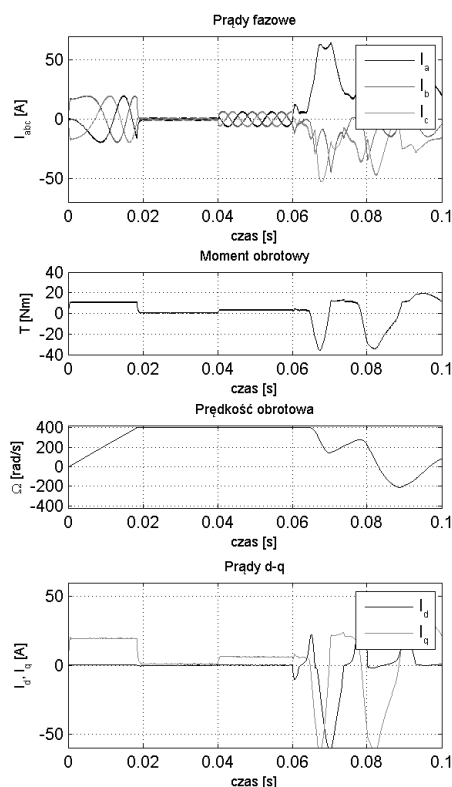 Prądy fazowe
I_abc [A]
50
0
-50
I_a
I_b
I_c
0 0.02 0.04 0.06 0.08 0.1
czas [s]
Moment obrotowy
T [Nm]
40
20
0
-20
-40
0 0.02 0.04 0.06 0.08 0.1
czas [s]
Prędkość obrotowa
Ω [rad/s]
400
200
0
-200
-400
0 0.02 0.04 0.06 0.08 0.1
czas [s]
Prądy d-q
I_d, I_q [A]
50
0
-50
I_d
I_q
0 0.02 0.04 0.06 0.08 0.1
czas [s]